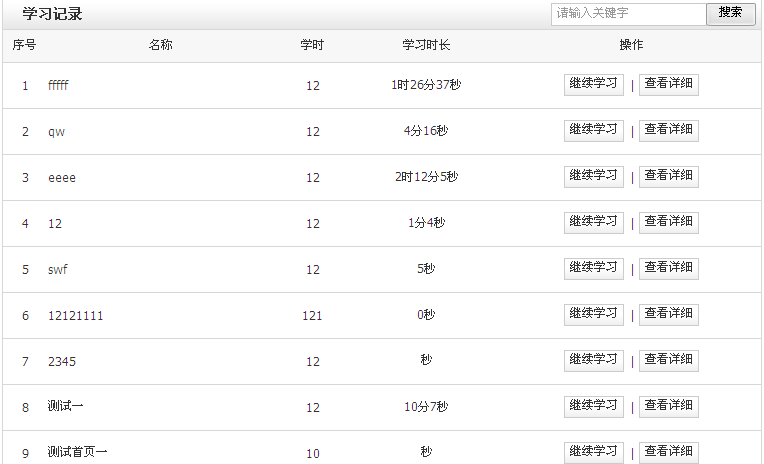 学习记录 请输入关键字 搜索
序号 名称 学时 学习时长 操作
1 fffff 12 1时26分37秒 继续学习 | 查看详细
2 qw 12 4分16秒 继续学习 | 查看详细
3 eeee 12 2时12分5秒 继续学习 | 查看详细
4 12 12 1分4秒 继续学习 | 查看详细
5 swf 12 5秒 继续学习 | 查看详细
6 12121111 121 0秒 继续学习 | 查看详细
7 2345 12 秒 继续学习 | 查看详细
8 测试一 12 10分7秒 继续学习 | 查看详细
9 测试首页一 10 秒 继续学习 | 查看详细